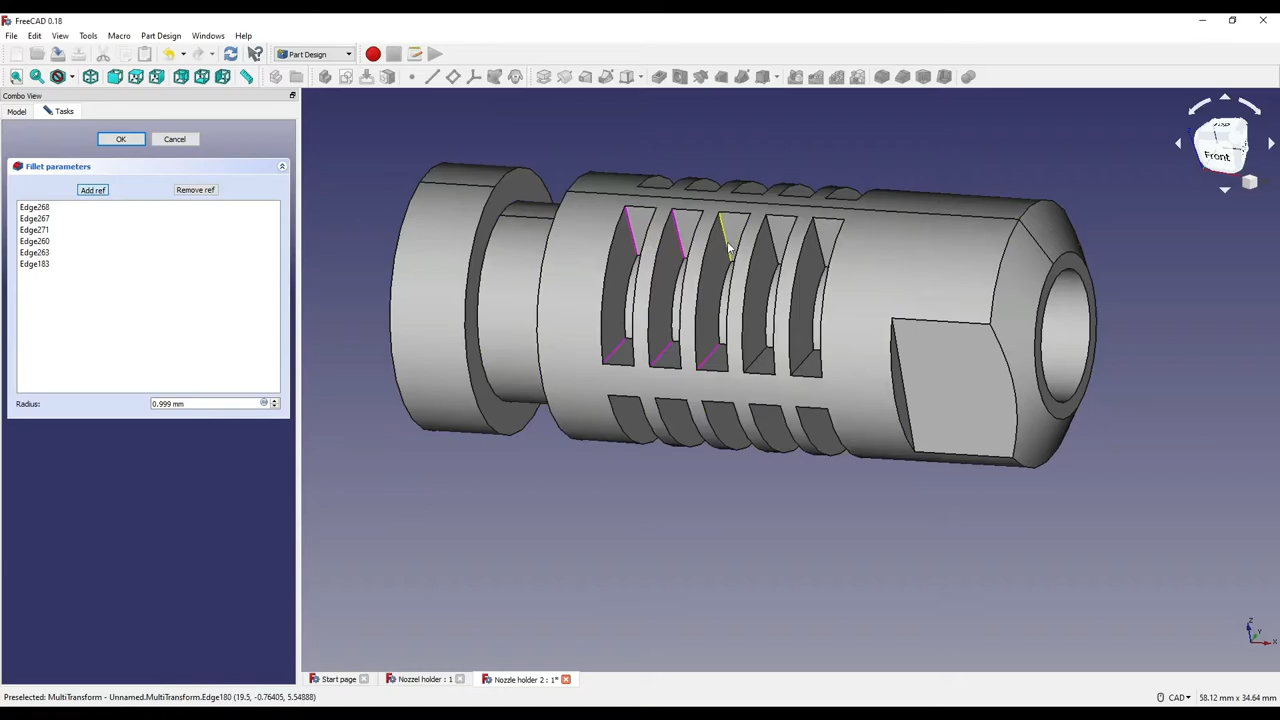 FreeCAD 0.18
File Edit View Tools Macro Part Design Windows Help
Part Design
Combo View
Model Tasks
OK Cancel
Fillet parameters
Add ref Remove ref
Edge268
Edge267
Edge271
Edge260
Edge263
Edge183
Radius: 0.999 mm
Front
Z
Y
X
Start page Nozzel holder : 1 Nozzle holder 2 : 1*
Preselected: MultiTransform - Unnamed.MultiTransform.Edge180 (19.5, -0.76405, 5.54888) CAD 58.12 mm x 34.64 mm